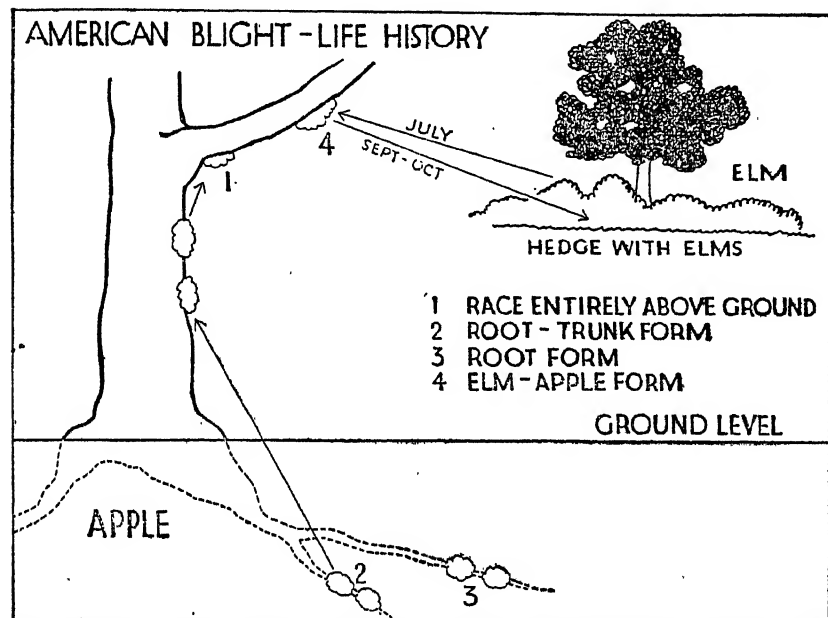 AMERICAN BLIGHT - LIFE HISTORY
JULY
SEPT-OCT
4
1
ELM
HEDGE WITH ELMS
1 RACE ENTIRELY ABOVE GROUND
2 ROOT - TRUNK FORM
3 ROOT FORM
4 ELM - APPLE FORM
GROUND LEVEL
APPLE
2
3